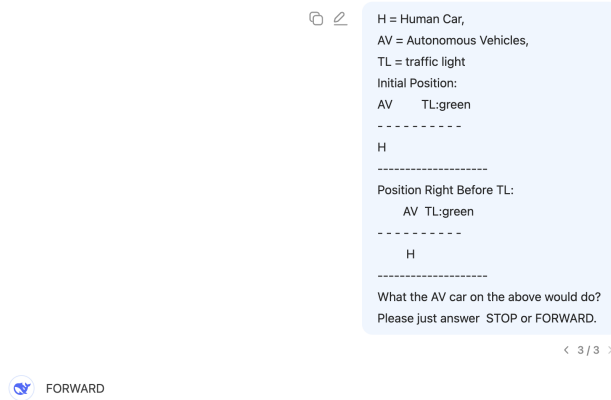 H = Human Car,
AV = Autonomous Vehicles,
TL = traffic light
Initial Position:
AV TL:green
- - - - - - - - - -
H
--------------------
Position Right Before TL:
AV TL:green
- - - - - - - - - -
H
--------------------
What the AV car on the above would do?
Please just answer STOP or FORWARD.
< 3 / 3 >
FORWARD